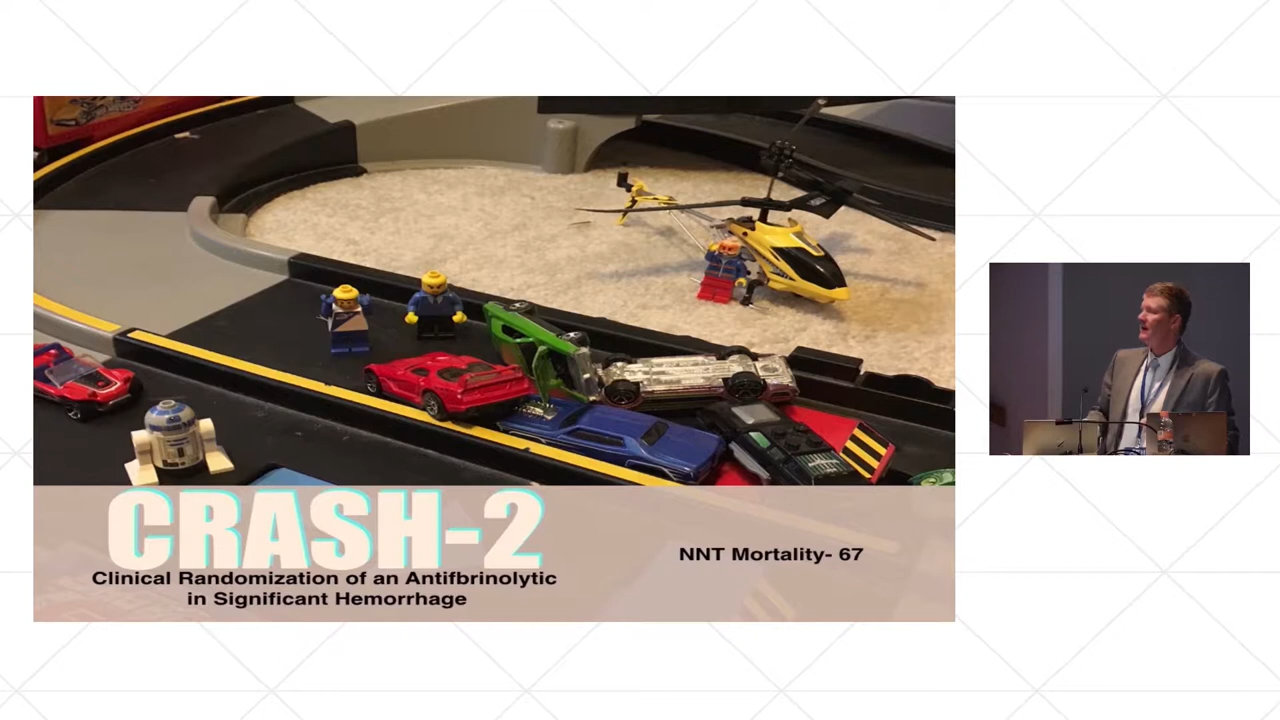 CRASH-2
Clinical Randomization of an Antifbrinolytic
in Significant Hemorrhage
NNT Mortality- 67